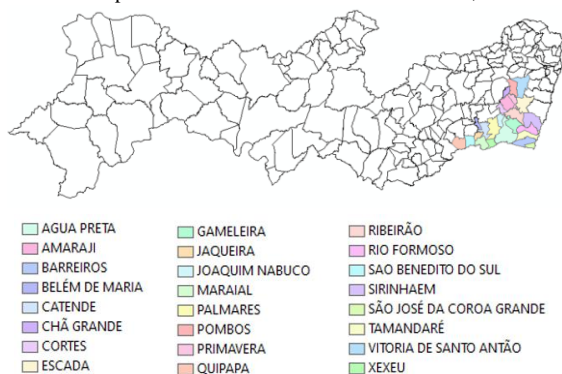 AGUA PRETA
AMARAJI
BARREIROS
BELÉM DE MARIA
CATENDE
CHÃ GRANDE
CORTES
ESCADA
GAMELEIRA
JAQUEIRA
JOAQUIM NABUCO
MARAIAL
PALMARES
POMBOS
PRIMAVERA
QUIPAPA
RIBEIRÃO
RIO FORMOSO
SAO BENEDITO DO SUL
SIRINHAEM
SÃO JOSÉ DA COROA GRANDE
TAMANDARÉ
VITORIA DE SANTO ANTÃO
XEXEU